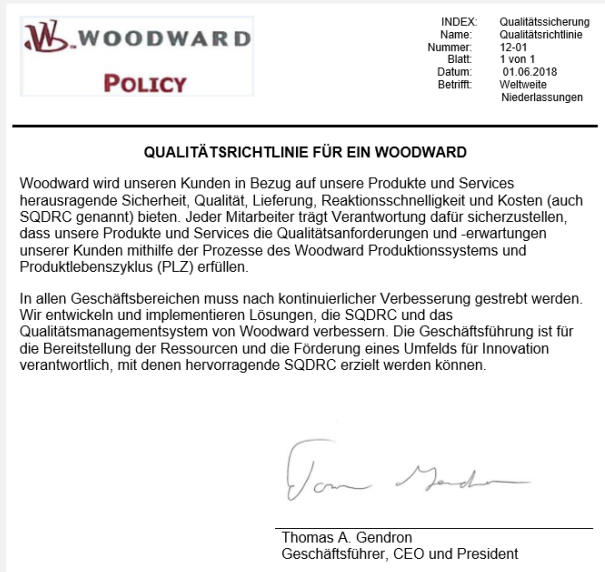 WOODWARD
POLICY
INDEX: Qualitätssicherung
Name: Qualitätsrichtlinie
Nummer: 12-01
Blatt: 1 von 1
Datum: 01.06.2018
Betrifft: Weltweite
Niederlassungen
QUALITÄTSRICHTLINIE FÜR EIN WOODWARD
Woodward wird unseren Kunden in Bezug auf unsere Produkte und Services
herausragende Sicherheit, Qualität, Lieferung, Reaktionsschnelligkeit und Kosten (auch
SQDRC genannt) bieten. Jeder Mitarbeiter trägt Verantwortung dafür sicherzustellen,
dass unsere Produkte und Services die Qualitätsanforderungen und -erwartungen
unserer Kunden mithilfe der Prozesse des Woodward Produktionssystems und
Produktlebenszyklus (PLZ) erfüllen.
In allen Geschäftsbereichen muss nach kontinuierlicher Verbesserung gestrebt werden.
Wir entwickeln und implementieren Lösungen, die SQDRC und das
Qualitätsmanagementsystem von Woodward verbessern. Die Geschäftsführung ist für
die Bereitstellung der Ressourcen und die Förderung eines Umfelds für Innovation
verantwortlich, mit denen hervorragende SQDRC erzielt werden können.
Tom Gendron
Thomas A. Gendron
Geschäftsführer, CEO und President